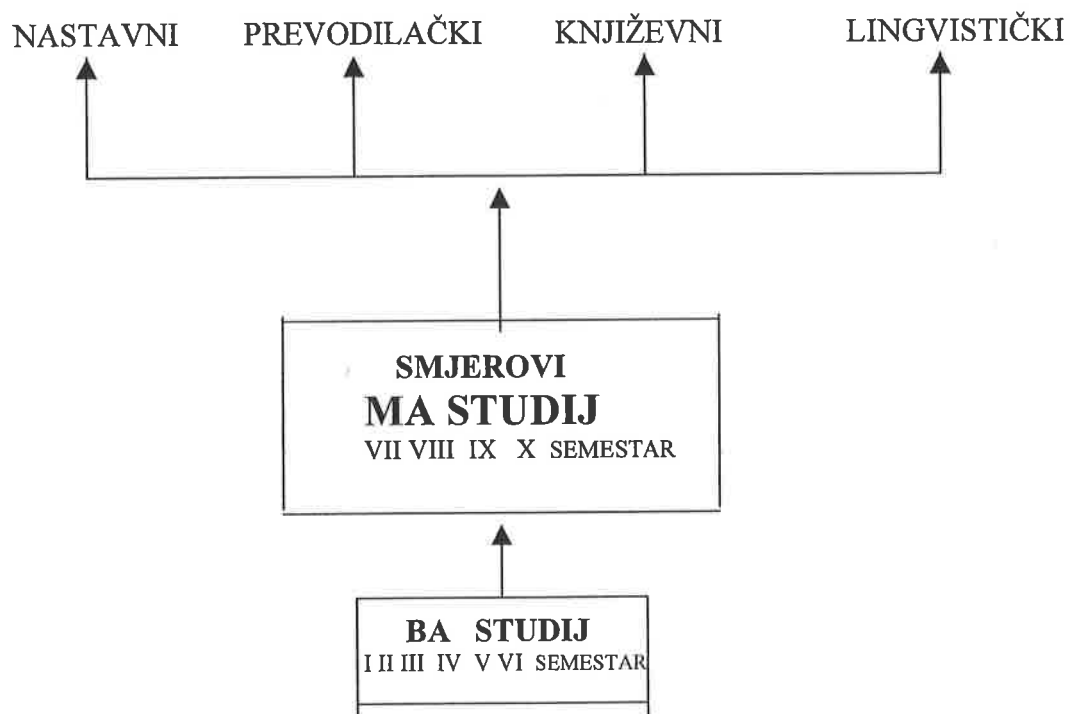 NASTAVNI PREVODILAČKI KNJIŽEVNI LINGVISTIČKI
SMJEROVI
MA STUDIJ
VII VIII IX X SEMESTAR
BA STUDIJ
I II III IV V VI SEMESTAR